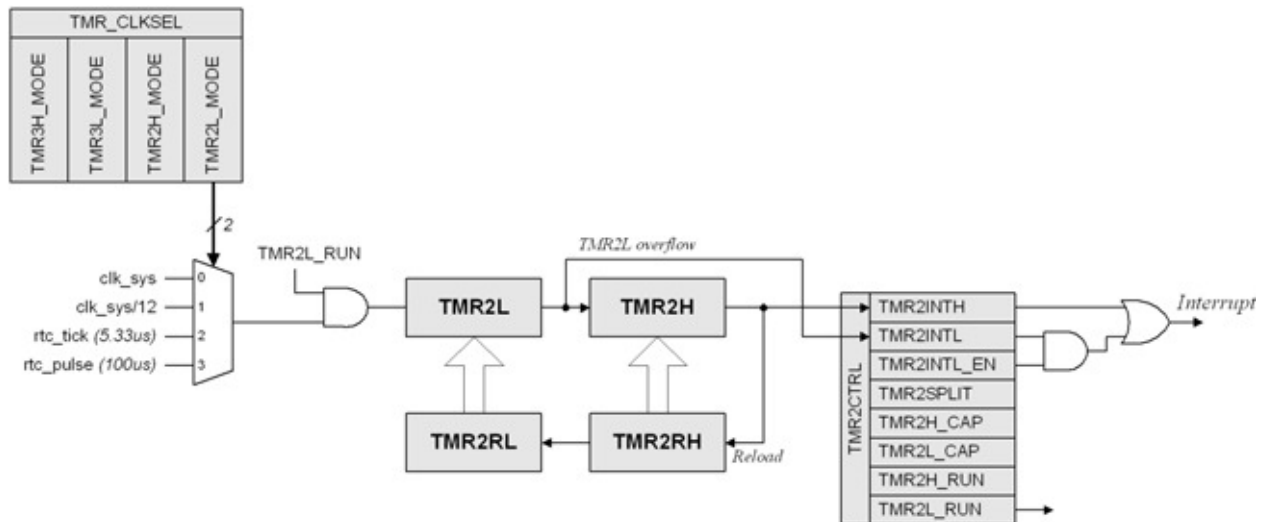 TMR_CLKSEL
TMR3H_MODE
TMR3L_MODE
TMR2H_MODE
TMR2L_MODE
2
TMR2L_RUN
TMR2L overflow
clk_sys
0
clk_sys/12
1
rtc_tick (5.33us)
2
rtc_pulse (100us)
3
TMR2L
TMR2H
TMR2RL
TMR2RH
Reload
TMR2CTRL
TMR2INTH
TMR2INTL
TMR2INTL_EN
TMR2SPLIT
TMR2H_CAP
TMR2L_CAP
TMR2H_RUN
TMR2L_RUN
Interrupt